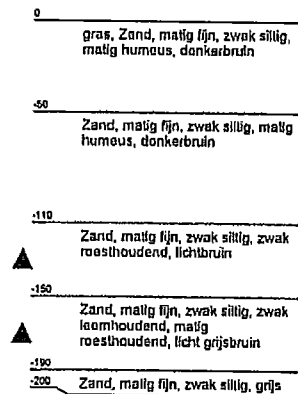 0
gras, Zand, matig fijn, zwak siltig,
matig humeus, donkerbruin
-50
Zand, matig fijn, zwak siltig, matig
humeus, donkerbruin
-110
Zand, matig fijn, zwak siltig, zwak
roesthoudend, lichtbruin
-150
Zand, matig fijn, zwak siltig, zwak
leemhoudend, matig
roesthoudend, licht grijsbruin
-190
-200
Zand, matig fijn, zwak siltig, grijs